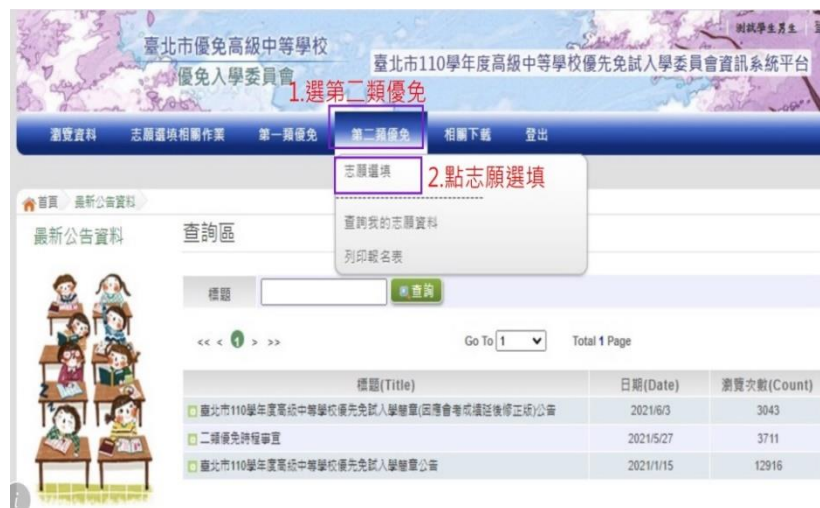 測試學生男生
臺北市優免高級中等學校
優免入學委員會
臺北市110學年度高級中等學校優先免試入學委員會資訊系統平台
1.選第二類優免
瀏覽資料 志願選填相關作業 第一類優免 第二類優免 相關下載 登出
志願選填
2.點志願選填
查詢我的志願資料
列印報名表
首頁 最新公告資料
最新公告資料
查詢區
標題 查詢
<< < 1 > >> Go To 1 Total 1 Page
標題(Title) 日期(Date) 瀏覽次數(Count)
臺北市110學年度高級中等學校優先免試入學簡章(因應會考成績延後修正版)公告 2021/6/3 3043
二類優免時程事宜 2021/5/27 3711
臺北市110學年度高級中等學校優先免試入學簡章公告 2021/1/15 12916